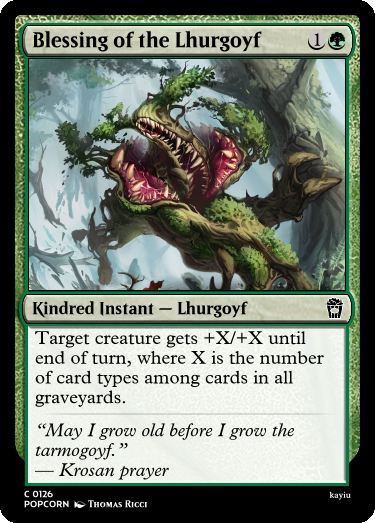 Blessing of the Lhurgoyf 1
Kindred Instant — Lhurgoyf
Target creature gets +X/+X until
end of turn, where X is the number
of card types among cards in all
graveyards.
“May I grow old before I grow the
tarmogoyf.”
— Krosan prayer
C 0126
POPCORN Thomas Ricci
kayiu